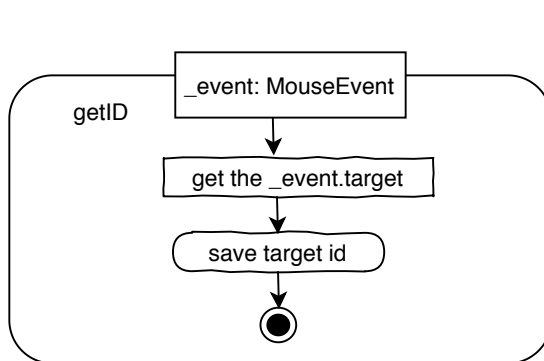 _event: MouseEvent
getID
get the _event.target
save target id